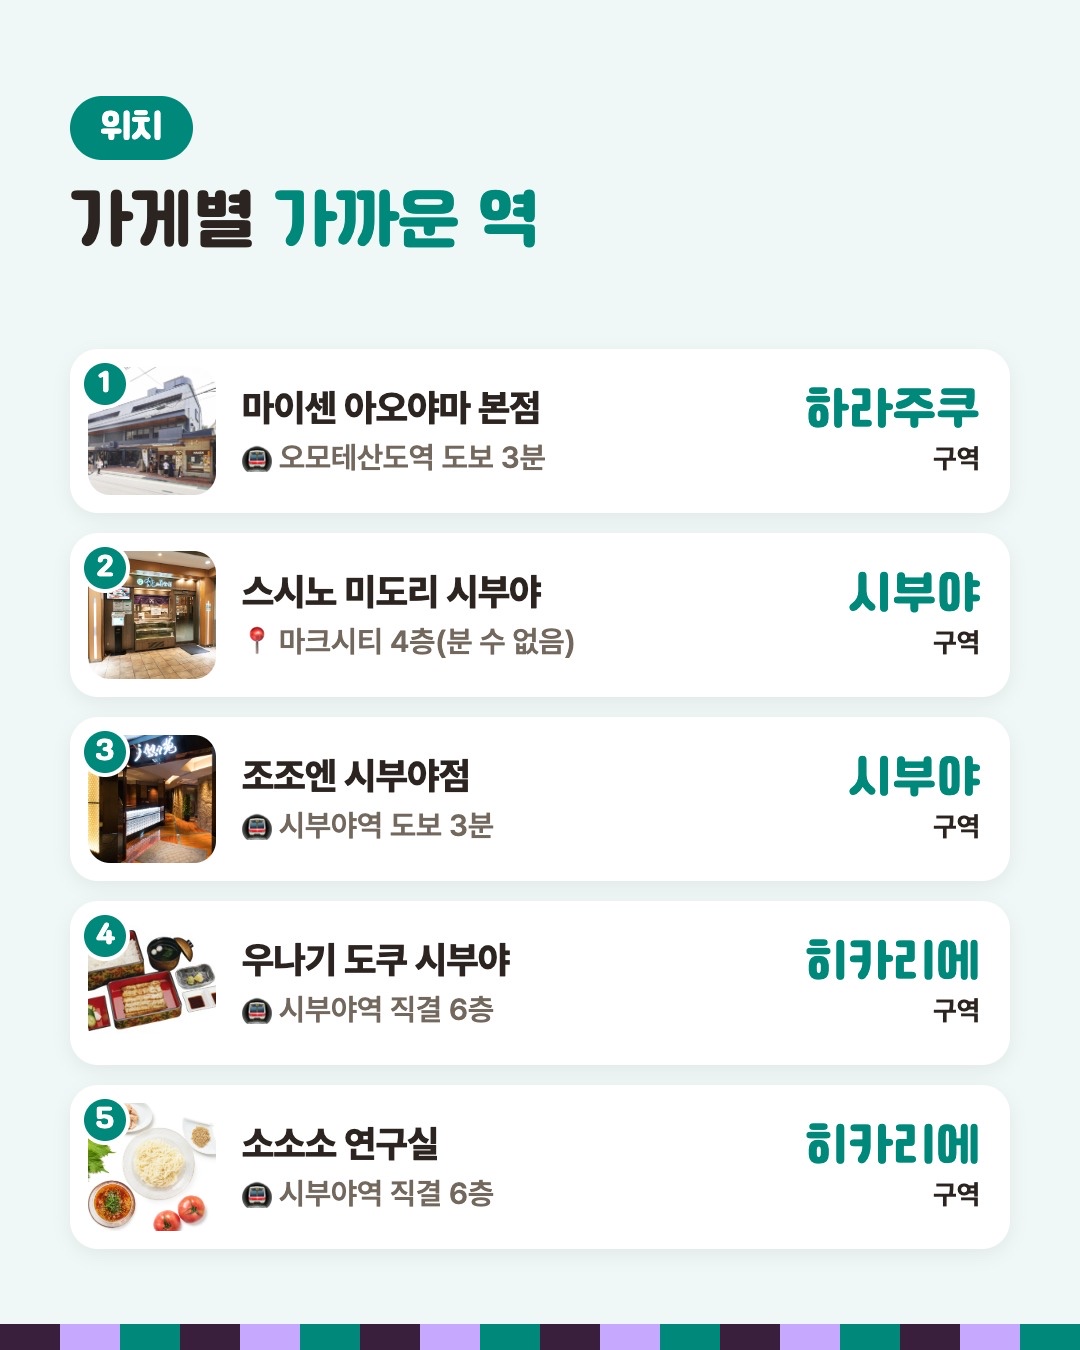 위치
가게별 가까운 역
1
마이센 아오야마 본점
하라주쿠
오모테산도역 도보 3분
구역
2
스시노 미도리 시부야
시부야
마크시티 4층(분 수 없음)
구역
3
조조엔 시부야점
시부야
시부야역 도보 3분
구역
4
우나기 도쿠 시부야
히카리에
시부야역 직결 6층
구역
5
소소소 연구실
히카리에
시부야역 직결 6층
구역